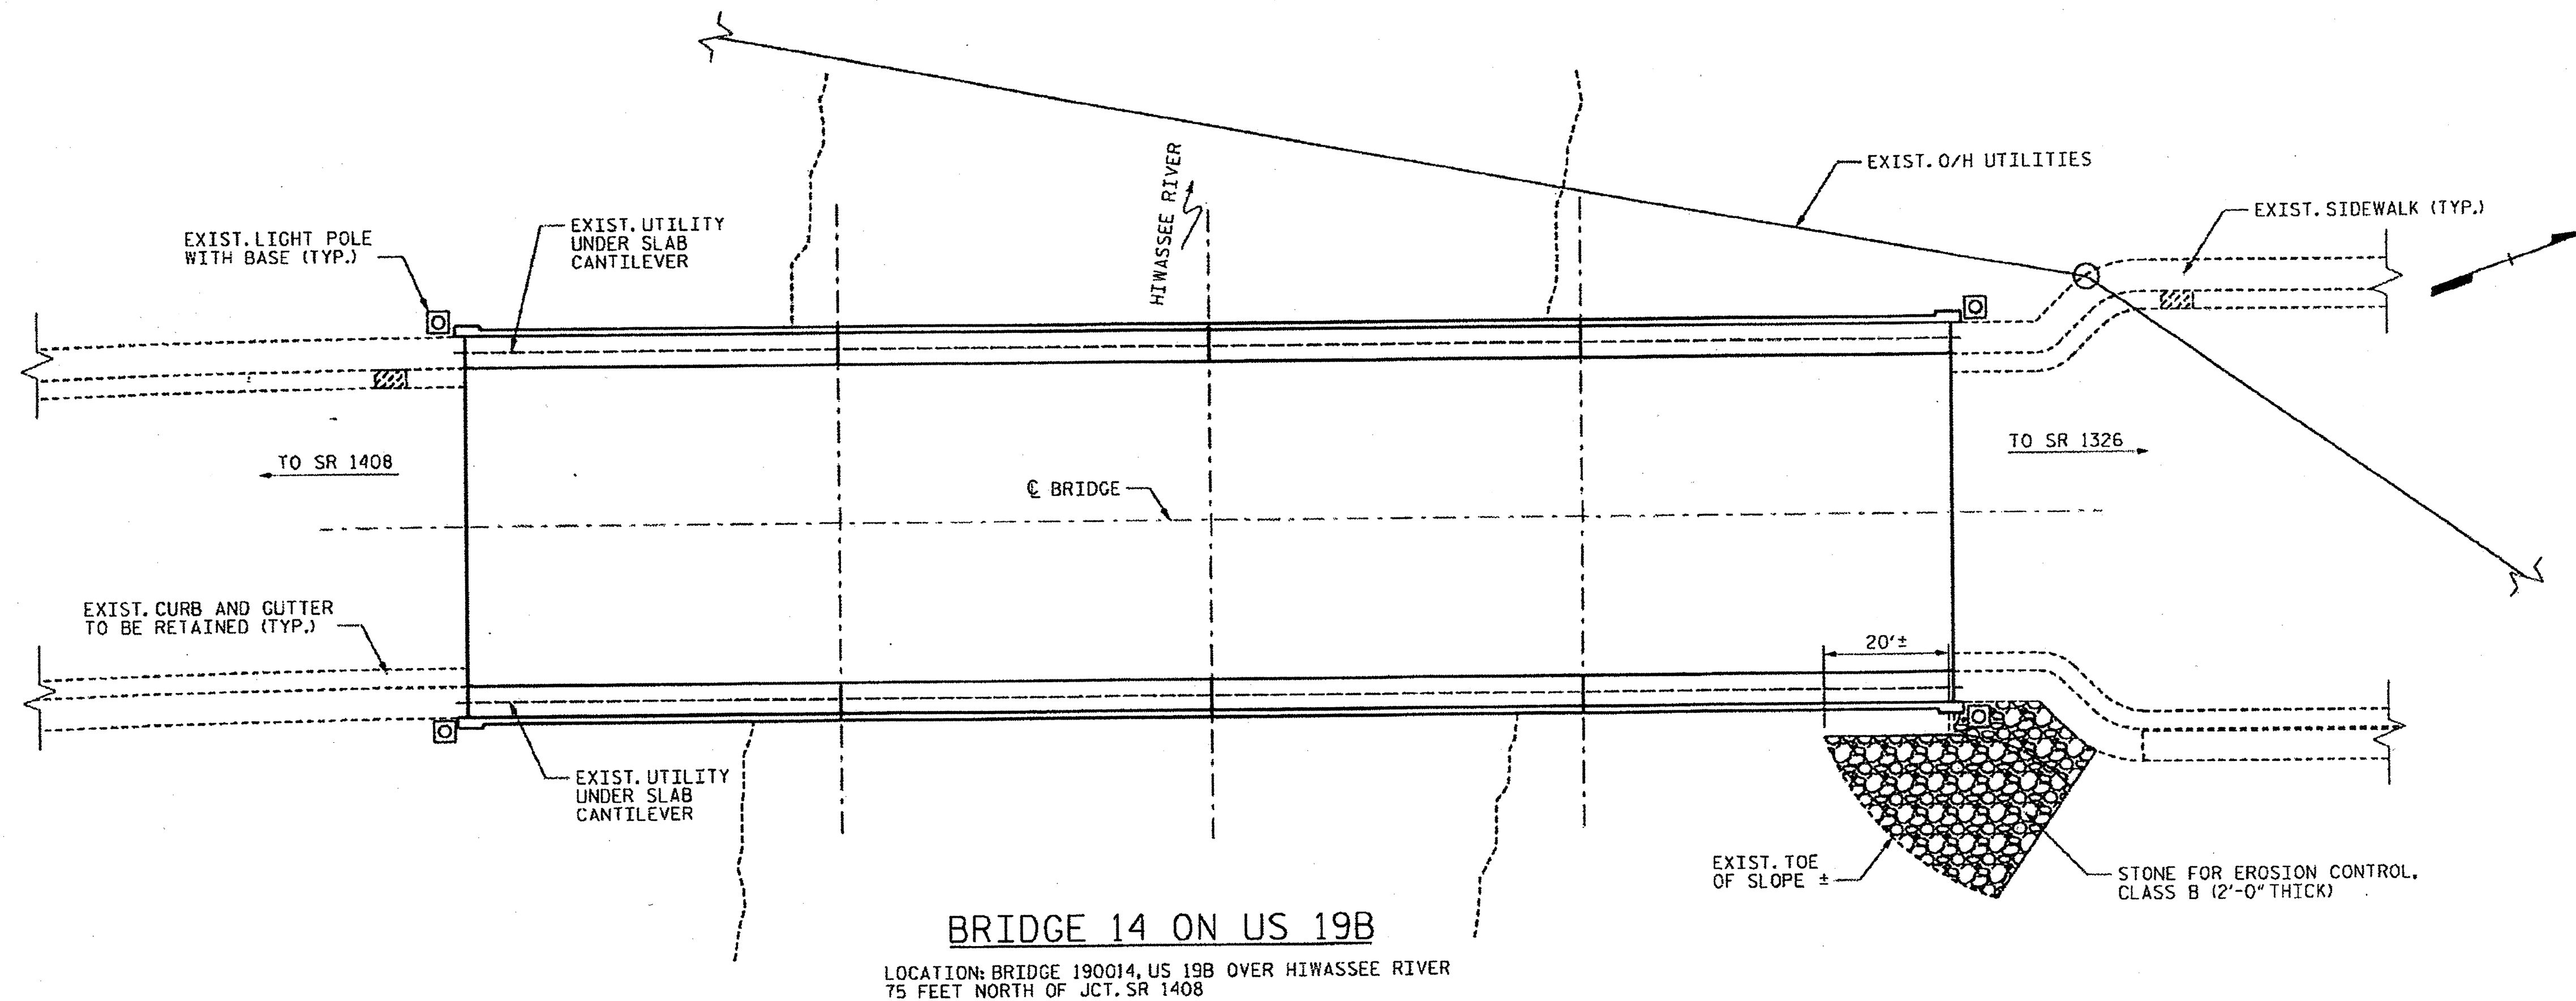 EXIST. O/H UTILITIES
EXIST. SIDEWALK (TYP.)
EXIST. LIGHT POLE
WITH BASE (TYP.)
EXIST. UTILITY
UNDER SLAB
CANTILEVER
HIWASSEE RIVER
TO SR 1408
TO SR 1326
℄ BRIDGE
EXIST. CURB AND GUTTER
TO BE RETAINED (TYP.)
20'±
EXIST. UTILITY
UNDER SLAB
CANTILEVER
EXIST. TOE
OF SLOPE ±
STONE FOR EROSION CONTROL,
CLASS B (2'-0" THICK)
BRIDGE 14 ON US 19B
LOCATION: BRIDGE 190014, US 19B OVER HIWASSEE RIVER
75 FEET NORTH OF JCT. SR 1408